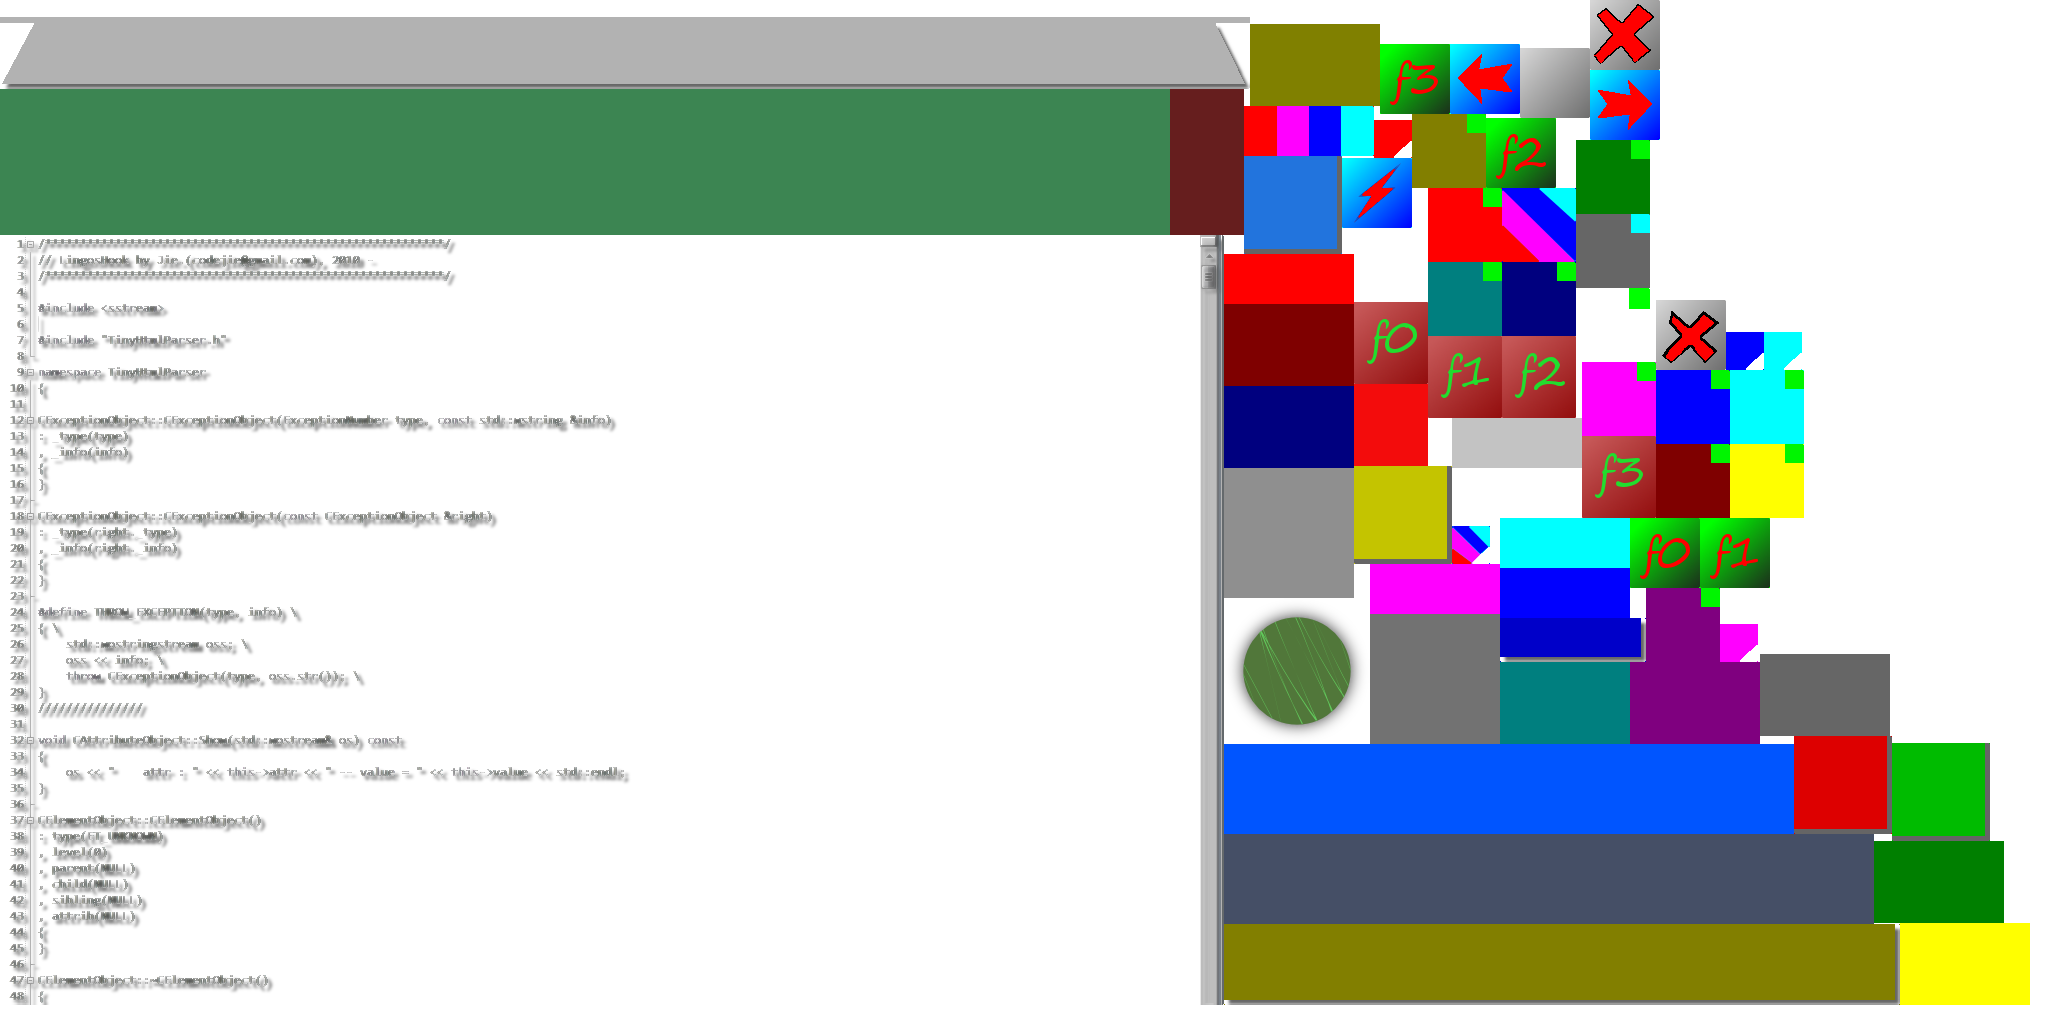 f3
f2
f0
f1 f2
f3
f0 f1
1 /**********************************************************/
2 // LingosHook by Jie.(codejie@gmail.com), 2010 -
3 /**********************************************************/
4
5 #include <sstream>
6
7 #include "TinyHtmlParser.h"
8
9 namespace TinyHtmlParser
10 {
11
12 CExceptionObject::CExceptionObject(ExceptionNumber type, const std::wstring &info)
13 : _type(type)
14 , _info(info)
15 {
16 }
17
18 CExceptionObject::CExceptionObject(const CExceptionObject &right)
19 : _type(right._type)
20 , _info(right._info)
21 {
22 }
23
24 #define THROW_EXCEPTION(type, info) \
25 { \
26 std::wostringstream oss; \
27 oss << info; \
28 throw CExceptionObject(type, oss.str()); \
29 }
30 ///////////////
31
32 void CAttributeObject::Show(std::wostream& os) const
33 {
34 os << "- attr : " << this->attr << " -- value = " << this->value << std::endl;
35 }
36
37 CElementObject::CElementObject()
38 : type(ET_UNKNOWN)
39 , level(0)
40 , parent(NULL)
41 , child(NULL)
42 , sibling(NULL)
43 , attrib(NULL)
44 {
45 }
46
47 CElementObject::~CElementObject()
48 {